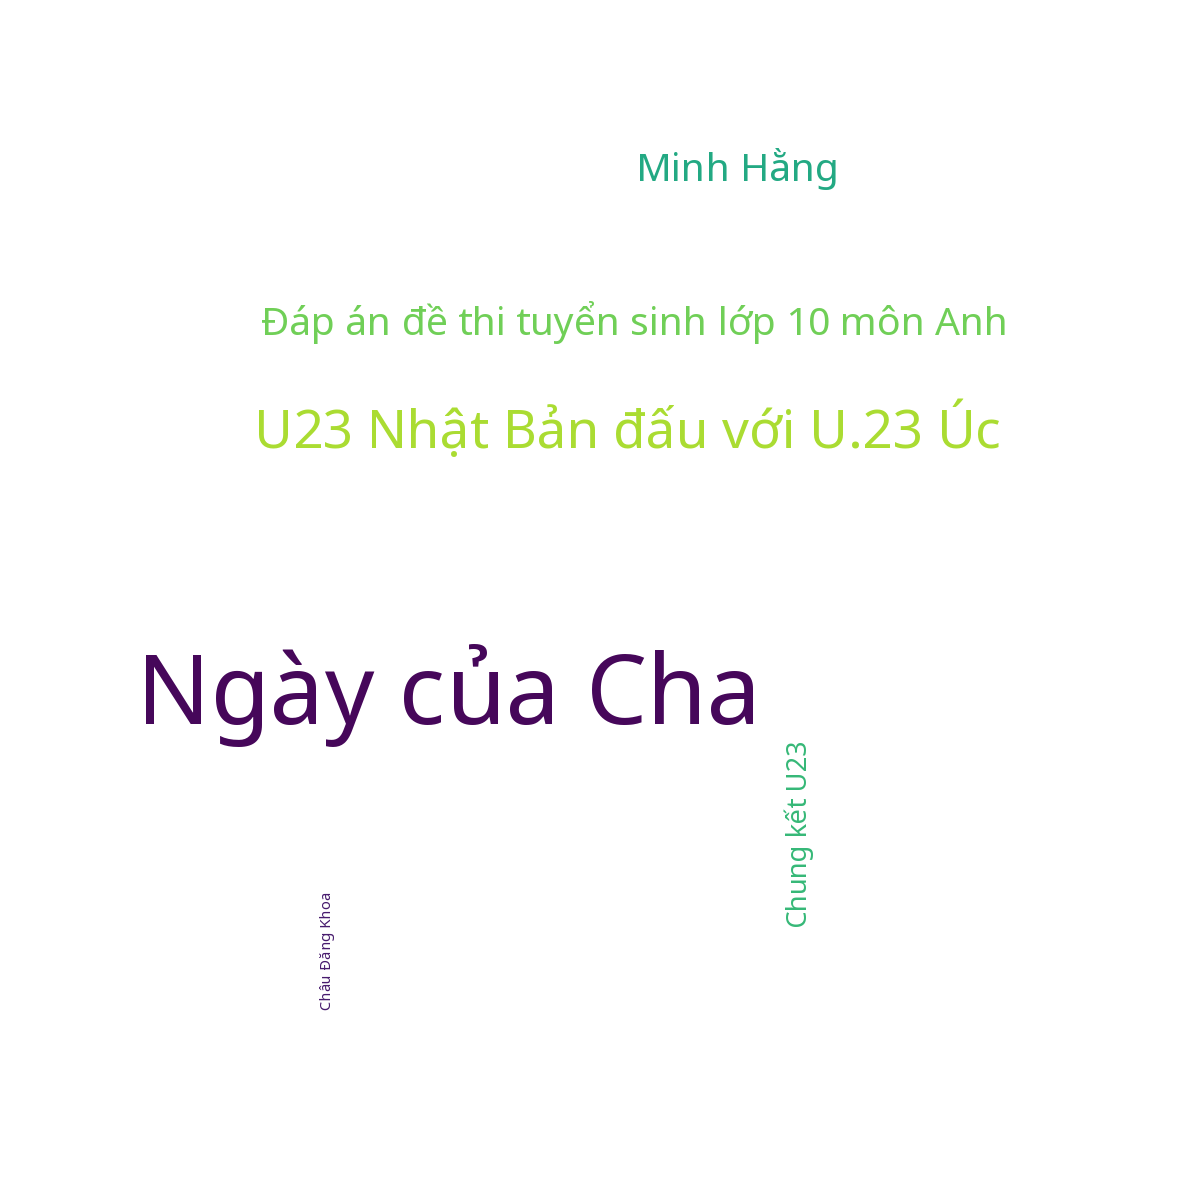 Minh Hằng
Đáp án đề thi tuyển sinh lớp 10 môn Anh
U23 Nhật Bản đấu với U.23 Úc
Ngày của Cha
Chung kết U23
Châu Đăng Khoa